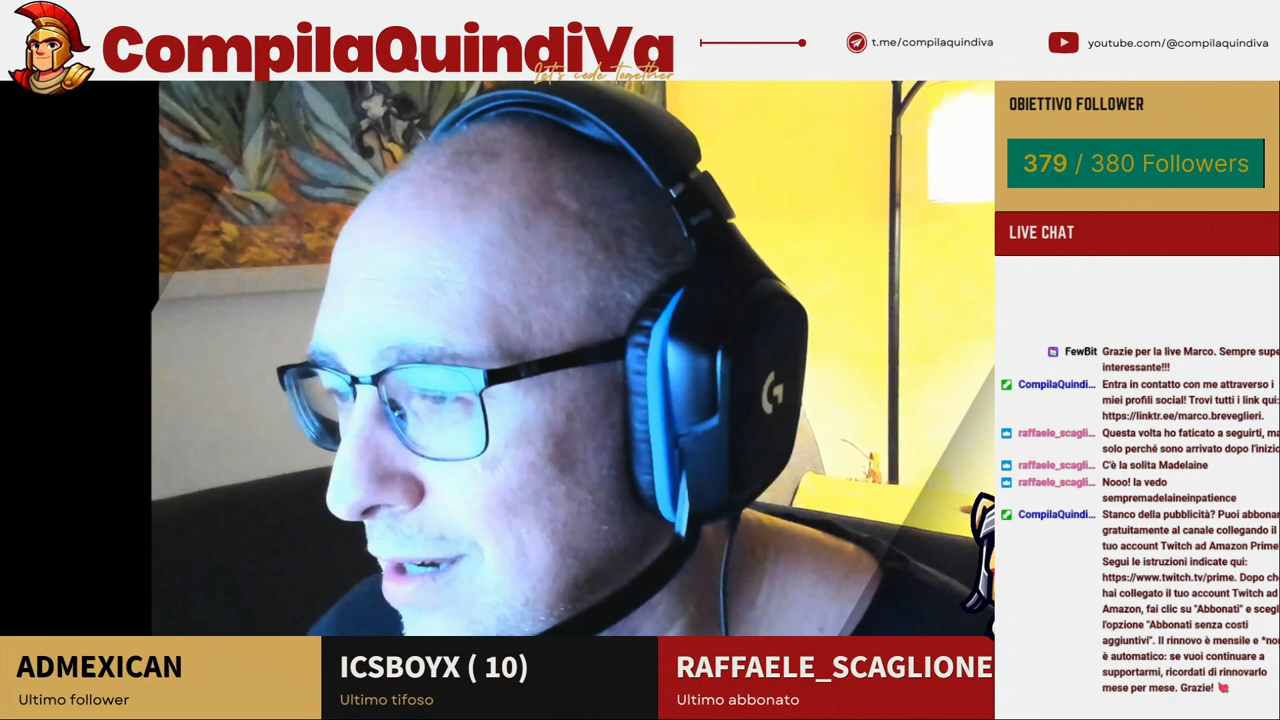 CompilaQuindiVa
Let's code together
t.me/compilaquindiva
youtube.com/@compilaquindiva
OBIETTIVO FOLLOWER
379 / 380 Followers
LIVE CHAT
FewBit Grazie per la live Marco. Sempre supe
interessante!!!
CompilaQuindi... Entra in contatto con me attraverso i
miei profili social! Trovi tutti i link qui:
https://linktr.ee/marco.breveglieri.
raffaele_scagli... Questa volta ho faticato a seguirti, ma
solo perché sono arrivato dopo l'inizio
raffaele_scagli... C'è la solita Madelaine
raffaele_scagli... Nooo! la vedo
sempremadelaineinpatience
CompilaQuindi... Stanco della pubblicità? Puoi abbonar
gratuitamente al canale collegando il
tuo account Twitch ad Amazon Prime
Segui le istruzioni indicate qui:
https://www.twitch.tv/prime. Dopo che
hai collegato il tuo account Twitch ad
Amazon, fai clic su "Abbonati" e scegl
l'opzione "Abbonati senza costi
aggiuntivi". Il rinnovo è mensile e *non
è automatico: se vuoi continuare a
supportarmi, ricordati di rinnovarlo
mese per mese. Grazie!
ADMEXICAN
Ultimo follower
ICSBOYX ( 10)
Ultimo tifoso
RAFFAELE_SCAGLIONE
Ultimo abbonato